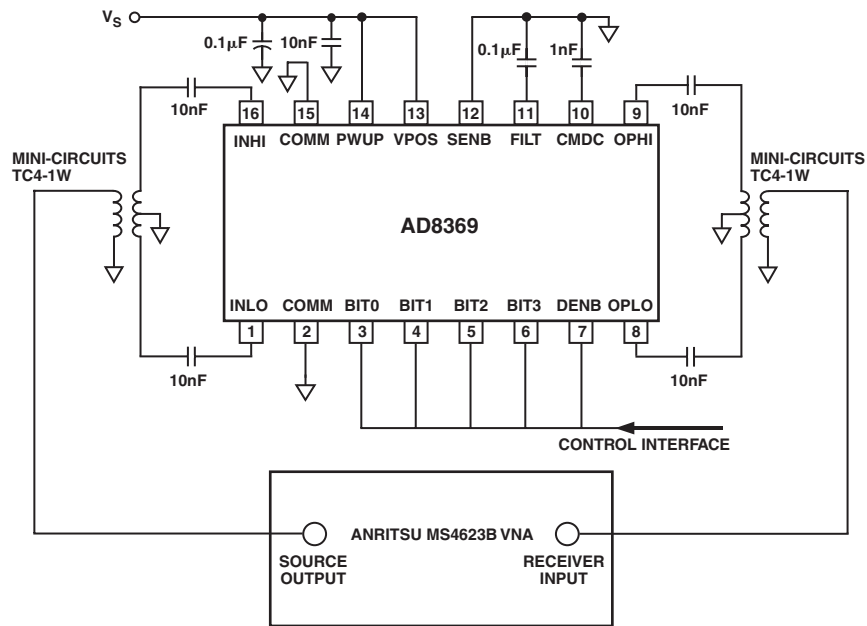 VS
0.1µF
10nF
0.1µF
1nF
10nF
10nF
16 15 14 13 12 11 10 9
INHI COMM PWUP VPOS SENB FILT CMDC OPHI
MINI-CIRCUITS
TC4-1W
MINI-CIRCUITS
TC4-1W
AD8369
INLO COMM BIT0 BIT1 BIT2 BIT3 DENB OPLO
1 2 3 4 5 6 7 8
10nF
10nF
CONTROL INTERFACE
ANRITSU MS4623B VNA
SOURCE
OUTPUT
RECEIVER
INPUT